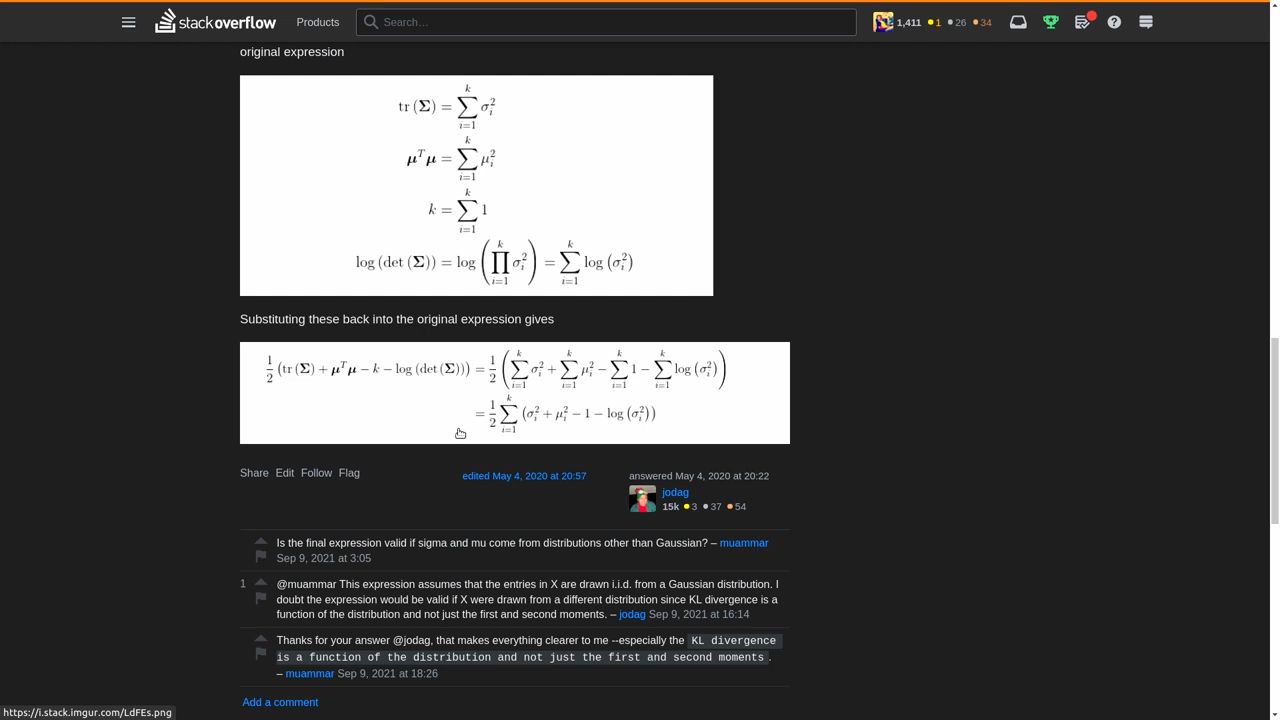 stackoverflow Products Search… 1,411 1 26 34
original expression
tr (Σ) = ∑_{i=1}^{k} σ_i^2
μ^T μ = ∑_{i=1}^{k} μ_i^2
k = ∑_{i=1}^{k} 1
log (det (Σ)) = log (∏_{i=1}^{k} σ_i^2) = ∑_{i=1}^{k} log (σ_i^2)
Substituting these back into the original expression gives
1/2 (tr (Σ) + μ^T μ − k − log (det (Σ))) = 1/2 (∑_{i=1}^{k} σ_i^2 + ∑_{i=1}^{k} μ_i^2 − ∑_{i=1}^{k} 1 − ∑_{i=1}^{k} log (σ_i^2))
= 1/2 ∑_{i=1}^{k} (σ_i^2 + μ_i^2 − 1 − log (σ_i^2))
Share Edit Follow Flag
edited May 4, 2020 at 20:57
answered May 4, 2020 at 20:22
jodag
15k 3 37 54
Is the final expression valid if sigma and mu come from distributions other than Gaussian? – muammar
Sep 9, 2021 at 3:05
1 @muammar This expression assumes that the entries in X are drawn i.i.d. from a Gaussian distribution. I
doubt the expression would be valid if X were drawn from a different distribution since KL divergence is a
function of the distribution and not just the first and second moments. – jodag Sep 9, 2021 at 16:14
Thanks for your answer @jodag, that makes everything clearer to me --especially the KL divergence
is a function of the distribution and not just the first and second moments.
– muammar Sep 9, 2021 at 18:26
Add a comment
https://i.stack.imgur.com/LdFEs.png